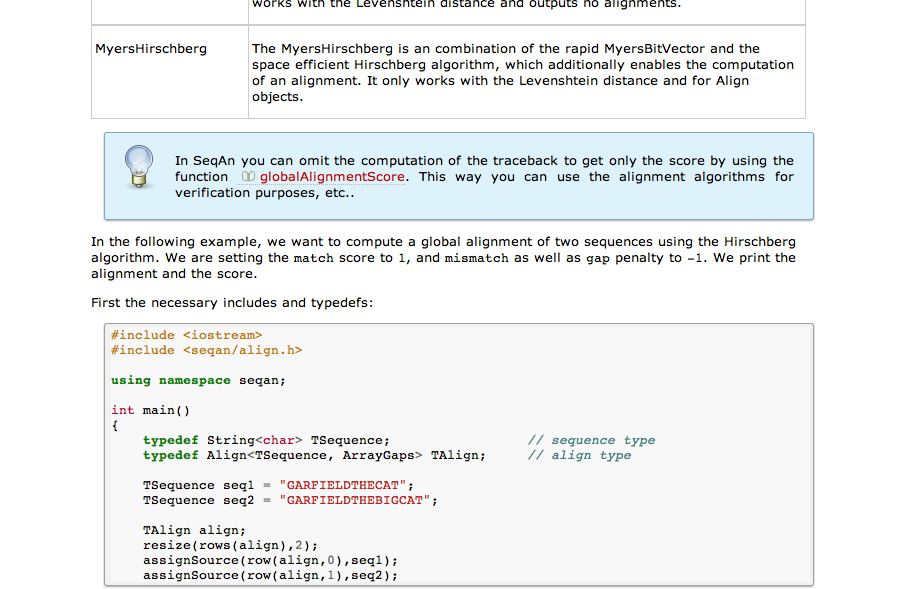 works with the Levenshtein distance and outputs no alignments.
MyersHirschberg
The MyersHirschberg is an combination of the rapid MyersBitVector and the
space efficient Hirschberg algorithm, which additionally enables the computation
of an alignment. It only works with the Levenshtein distance and for Align
objects.
In SeqAn you can omit the computation of the traceback to get only the score by using the
function globalAlignmentScore. This way you can use the alignment algorithms for
verification purposes, etc..
In the following example, we want to compute a global alignment of two sequences using the Hirschberg
algorithm. We are setting the match score to 1, and mismatch as well as gap penalty to -1. We print the
alignment and the score.
First the necessary includes and typedefs:
#include <iostream>
#include <seqan/align.h>
using namespace seqan;
int main()
{
typedef String<char> TSequence; // sequence type
typedef Align<TSequence, ArrayGaps> TAlign; // align type
TSequence seq1 = "GARFIELDTHECAT";
TSequence seq2 = "GARFIELDTHEBIGCAT";
TAlign align;
resize(rows(align),2);
assignSource(row(align,0),seq1);
assignSource(row(align,1),seq2);